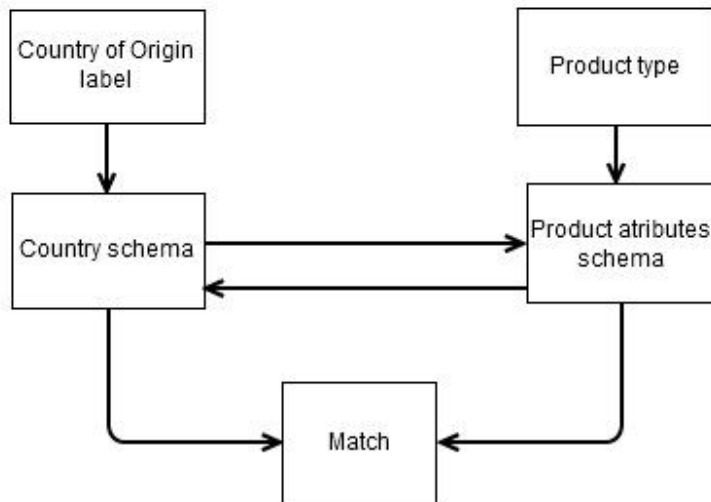 Country of Origin
label
Product type
Country schema
Product atributes
schema
Match